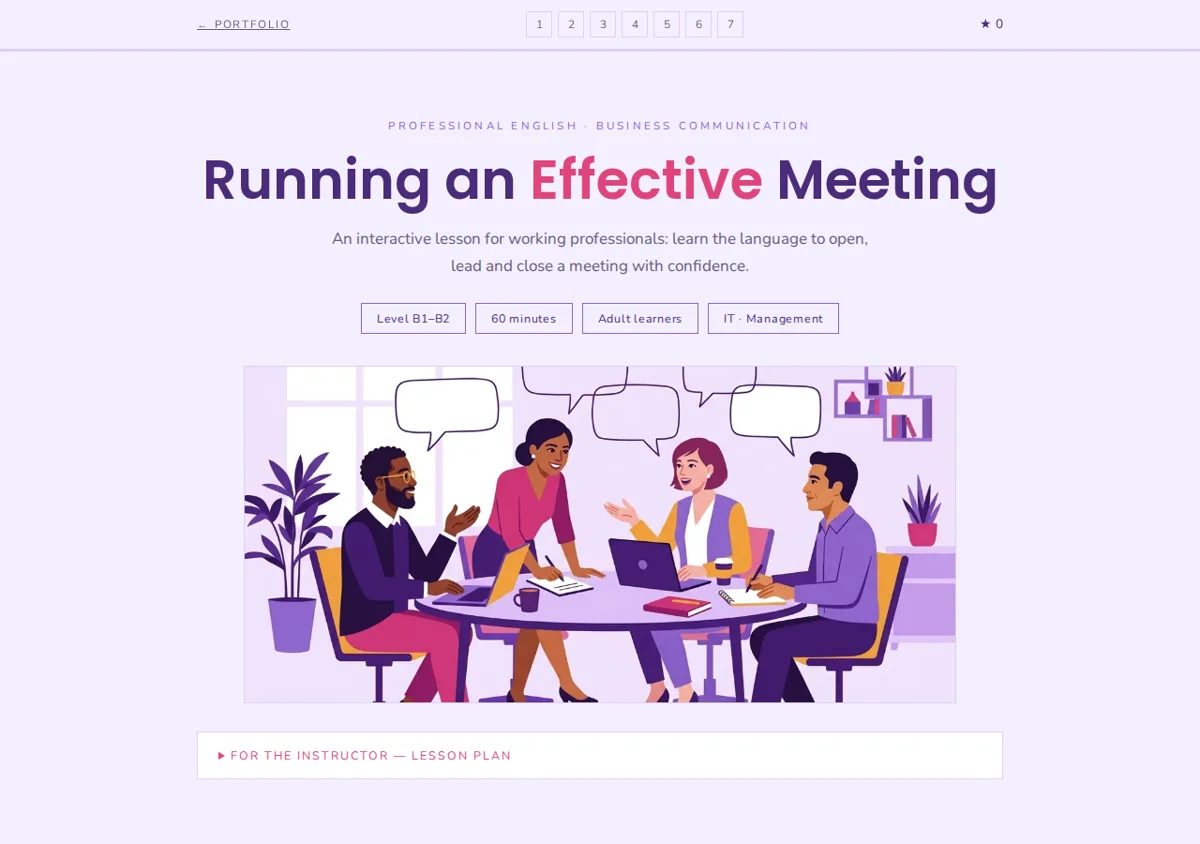 ← PORTFOLIO
1 2 3 4 5 6 7
★ 0
PROFESSIONAL ENGLISH · BUSINESS COMMUNICATION
Running an Effective Meeting
An interactive lesson for working professionals: learn the language to open,
lead and close a meeting with confidence.
Level B1–B2
60 minutes
Adult learners
IT · Management
▶ FOR THE INSTRUCTOR — LESSON PLAN